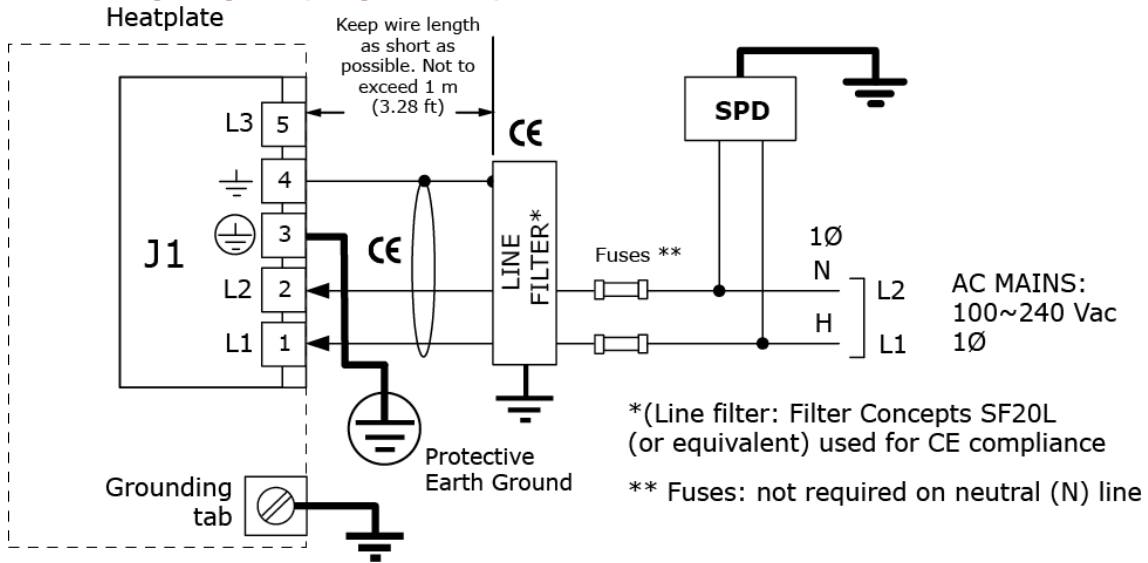 Heatplate
Keep wire length
as short as
possible. Not to
exceed 1 m
(3.28 ft)
CE
SPD
L3 5
4
J1
3
CE
L2 2
L1 1
LINE
FILTER*
Fuses **
1Ø
N
H
L2
L1
AC MAINS:
100~240 Vac
1Ø
Protective
Earth Ground
Grounding
tab
*(Line filter: Filter Concepts SF20L
(or equivalent) used for CE compliance
** Fuses: not required on neutral (N) line